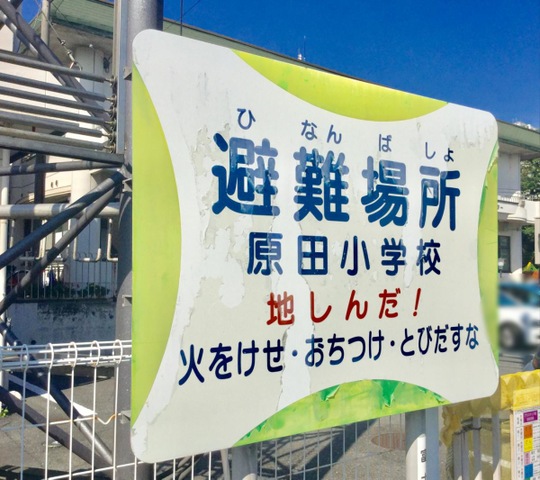 ひ なん ば しょ
避難場所
原田小学校
地しんだ！
火をけせ・おちつけ・とびだすな